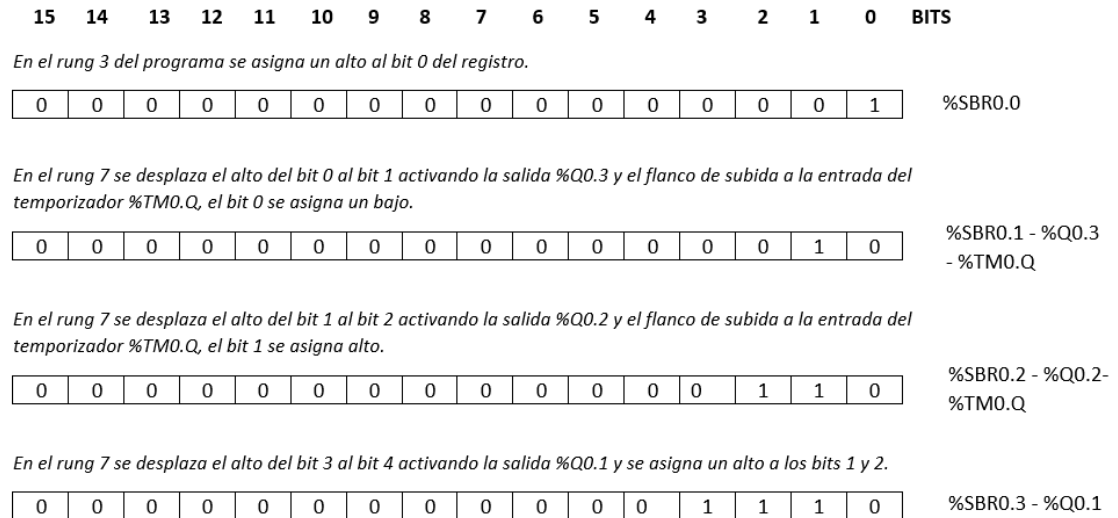 15 14 13 12 11 10 9 8 7 6 5 4 3 2 1 0 BITS
En el rung 3 del programa se asigna un alto al bit 0 del registro.
0 0 0 0 0 0 0 0 0 0 0 0 0 0 0 1 %SBR0.0
En el rung 7 se desplaza el alto del bit 0 al bit 1 activando la salida %Q0.3 y el flanco de subida a la entrada del
temporizador %TM0.Q, el bit 0 se asigna un bajo.
0 0 0 0 0 0 0 0 0 0 0 0 0 0 1 0 %SBR0.1 - %Q0.3
- %TM0.Q
En el rung 7 se desplaza el alto del bit 1 al bit 2 activando la salida %Q0.2 y el flanco de subida a la entrada del
temporizador %TM0.Q, el bit 1 se asigna alto.
0 0 0 0 0 0 0 0 0 0 0 0 0 1 1 0 %SBR0.2 - %Q0.2-
%TM0.Q
En el rung 7 se desplaza el alto del bit 3 al bit 4 activando la salida %Q0.1 y se asigna un alto a los bits 1 y 2.
0 0 0 0 0 0 0 0 0 0 0 0 1 1 1 0 %SBR0.3 - %Q0.1